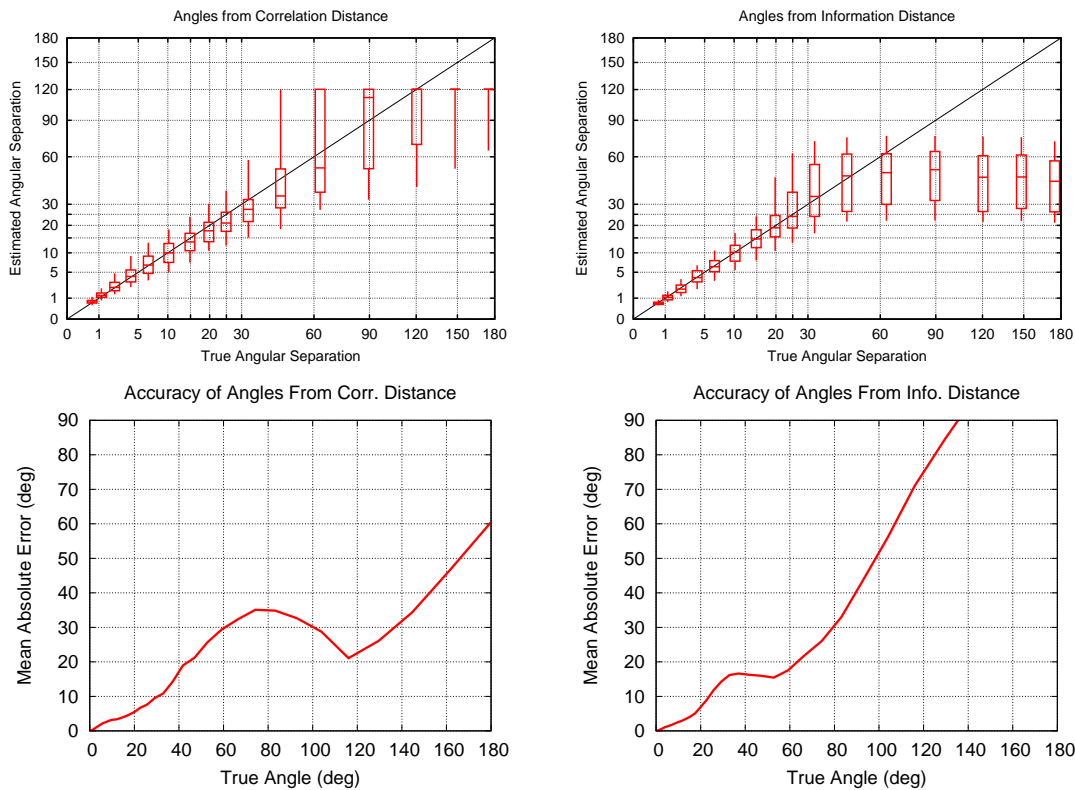 Angles from Correlation Distance
180
150
120
90
60
30
20
10
5
1
0
Estimated Angular Separation
0 1 5 10 20 30 60 90 120 150 180
True Angular Separation
Angles from Information Distance
180
150
120
90
60
30
20
10
5
1
0
Estimated Angular Separation
0 1 5 10 20 30 60 90 120 150 180
True Angular Separation
Accuracy of Angles From Corr. Distance
90
80
70
60
50
40
30
20
10
0
Mean Absolute Error (deg)
0 20 40 60 80 100 120 140 160 180
True Angle (deg)
Accuracy of Angles From Info. Distance
90
80
70
60
50
40
30
20
10
0
Mean Absolute Error (deg)
0 20 40 60 80 100 120 140 160 180
True Angle (deg)